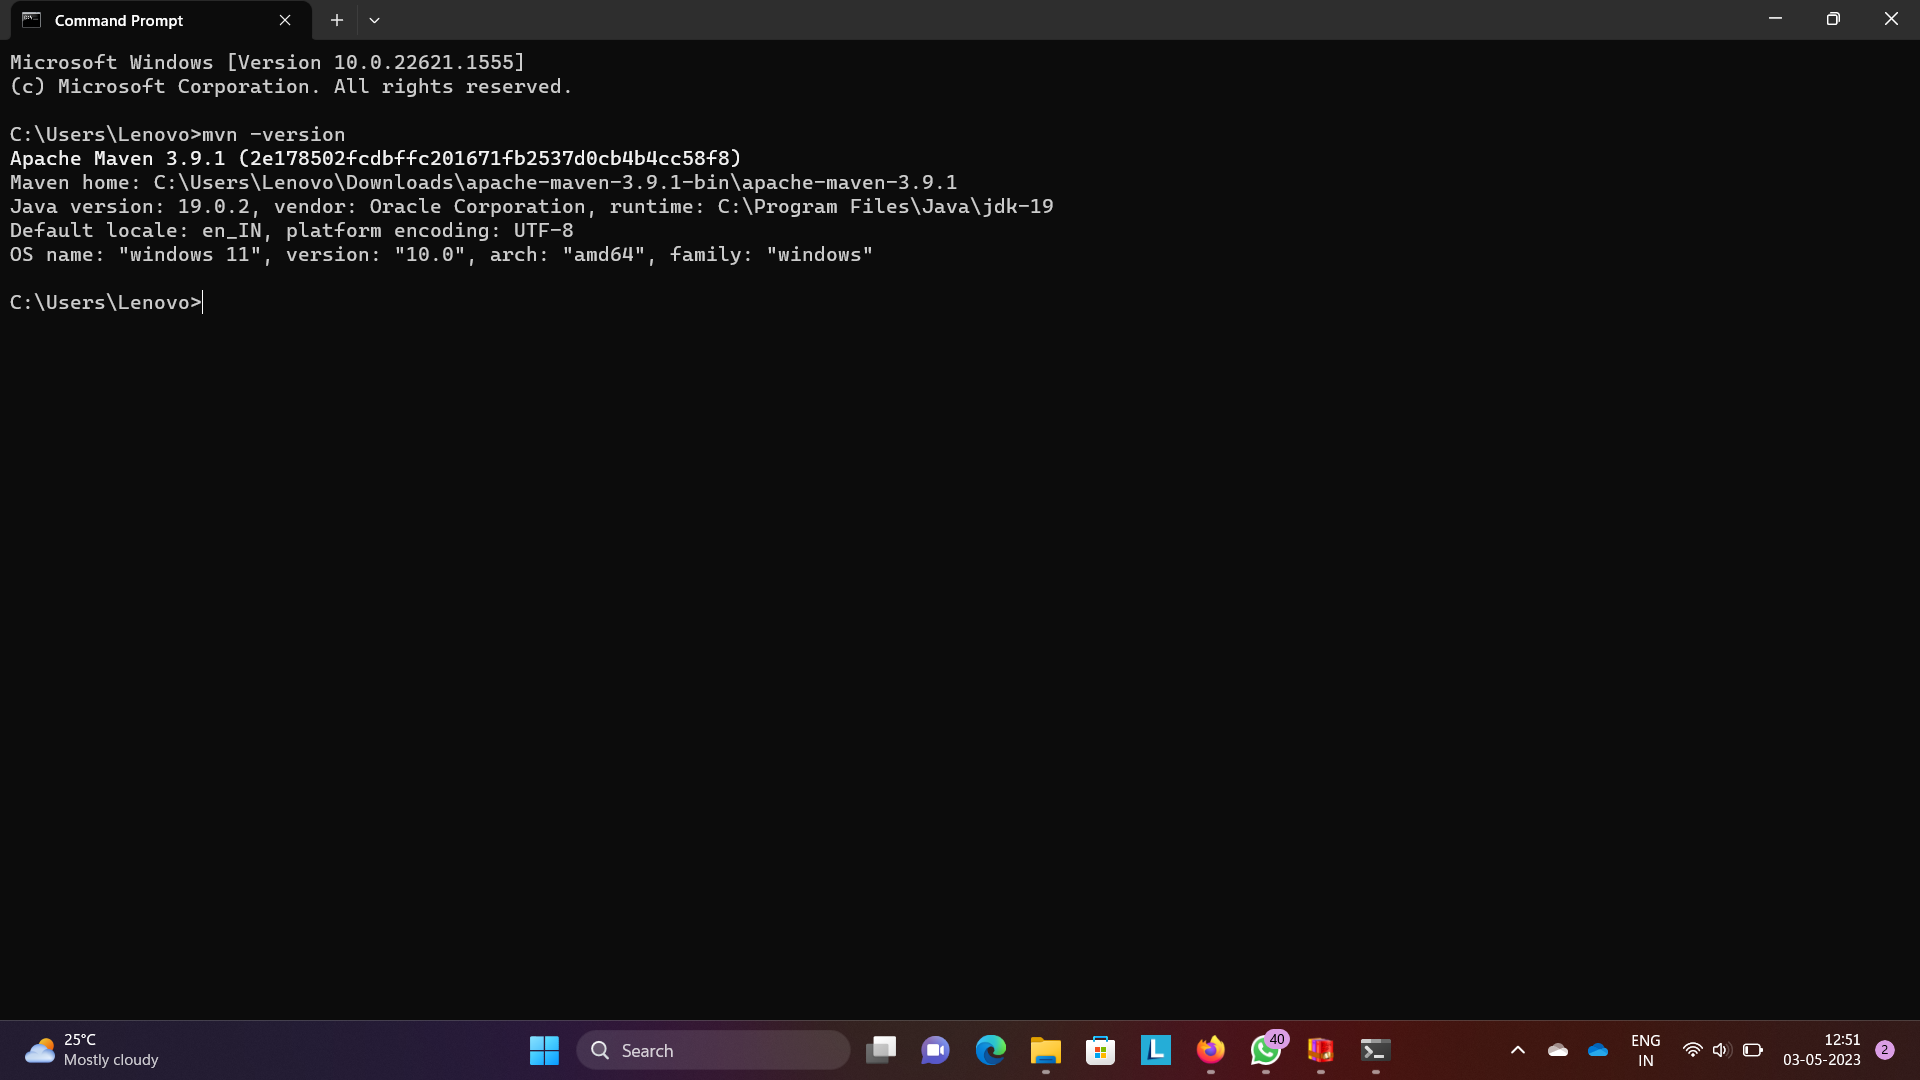 Command Prompt
Microsoft Windows [Version 10.0.22621.1555]
(c) Microsoft Corporation. All rights reserved.
C:\Users\Lenovo>mvn -version
Apache Maven 3.9.1 (2e178502fcdbffc201671fb2537d0cb4b4cc58f8)
Maven home: C:\Users\Lenovo\Downloads\apache-maven-3.9.1-bin\apache-maven-3.9.1
Java version: 19.0.2, vendor: Oracle Corporation, runtime: C:\Program Files\Java\jdk-19
Default locale: en_IN, platform encoding: UTF-8
OS name: "windows 11", version: "10.0", arch: "amd64", family: "windows"
C:\Users\Lenovo>
25°C
Mostly cloudy
Search
L
40
ENG
IN
12:51
03-05-2023
2